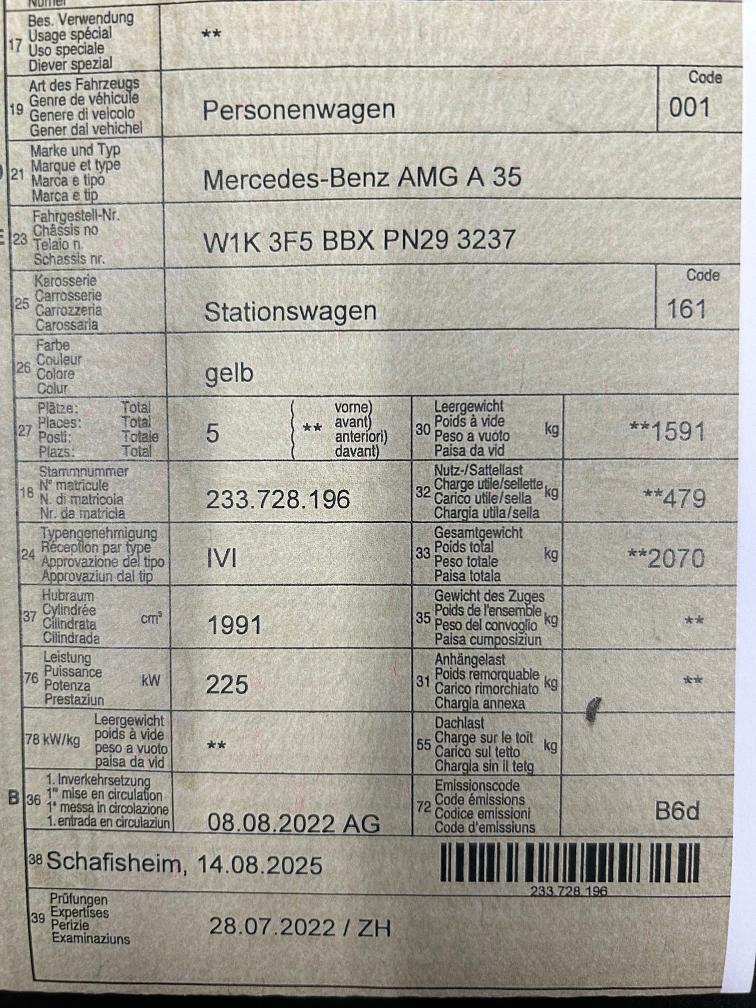 17 Bes. Verwendung
Usage spécial
Uso speciale
Diever spezial
**
19 Art des Fahrzeugs
Genre de véhicule
Genere di veicolo
Gener dal vehichel
Personenwagen
Code
001
21 Marke und Typ
Marque et type
Marca e tipo
Marca e tip
Mercedes-Benz AMG A 35
23 Fahrgestell-Nr.
Châssis no
Telaio n.
Schassis nr.
W1K 3F5 BBX PN29 3237
25 Karosserie
Carrosserie
Carrozzeria
Carossaria
Stationswagen
Code
161
26 Farbe
Couleur
Colore
Colur
gelb
27 Plätze: Total
Places: Total
Posti: Totale
Plazs: Total
5
** vorne)
avant)
anteriori)
davant)
30 Leergewicht
Poids à vide
Peso a vuoto
Paisa da vid
kg
**1591
18 Stammnummer
N° matricule
N. di matricola
Nr. da matricla
233.728.196
32 Nutz-/Sattellast
Charge utile/sellette
Carico utile/sella
Chargia utila/sella
kg
**479
24 Typengenehmigung
Réception par type
Approvazione del tipo
Approvaziun dal tip
IVI
33 Gesamtgewicht
Poids total
Peso totale
Paisa totala
kg
**2070
37 Hubraum
Cylindrée
Cilindrata
Cilindrada
cm³
1991
35 Gewicht des Zuges
Poids de l'ensemble
Peso del convoglio
Paisa cumposiziun
kg
**
76 Leistung
Puissance
Potenza
Prestaziun
kW
225
31 Anhängelast
Poids remorquable
Carico rimorchiato
Chargia annexa
kg
**
78 kW/kg
Leergewicht
poids à vide
peso a vuoto
paisa da vid
**
55 Dachlast
Charge sur le toit
Carico sul tetto
Chargia sin il tetg
kg
B 36 1. Inverkehrsetzung
1re mise en circulation
1a messa in circolazione
1. entrada en circulaziun
08.08.2022 AG
72 Emissionscode
Code émissions
Codice emissioni
Code d'emissiuns
B6d
38 Schafisheim, 14.08.2025
233 728 196
39 Prüfungen
Expertises
Perizie
Examinaziuns
28.07.2022 / ZH